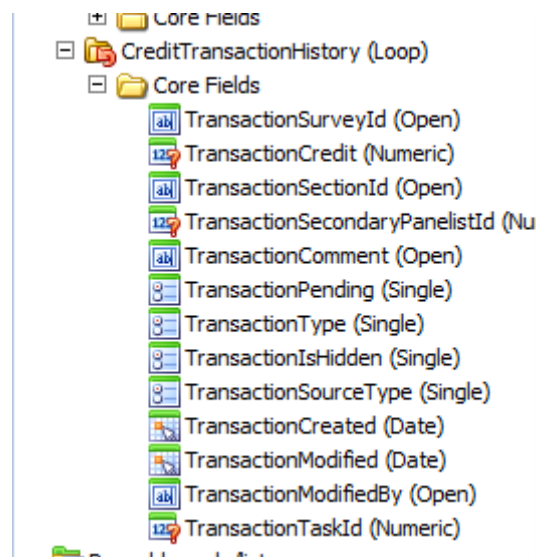 Core Fields
CreditTransactionHistory (Loop)
Core Fields
TransactionSurveyId (Open)
TransactionCredit (Numeric)
TransactionSectionId (Open)
TransactionSecondaryPanelistId (Nu
TransactionComment (Open)
TransactionPending (Single)
TransactionType (Single)
TransactionIsHidden (Single)
TransactionSourceType (Single)
TransactionCreated (Date)
TransactionModified (Date)
TransactionModifiedBy (Open)
TransactionTaskId (Numeric)